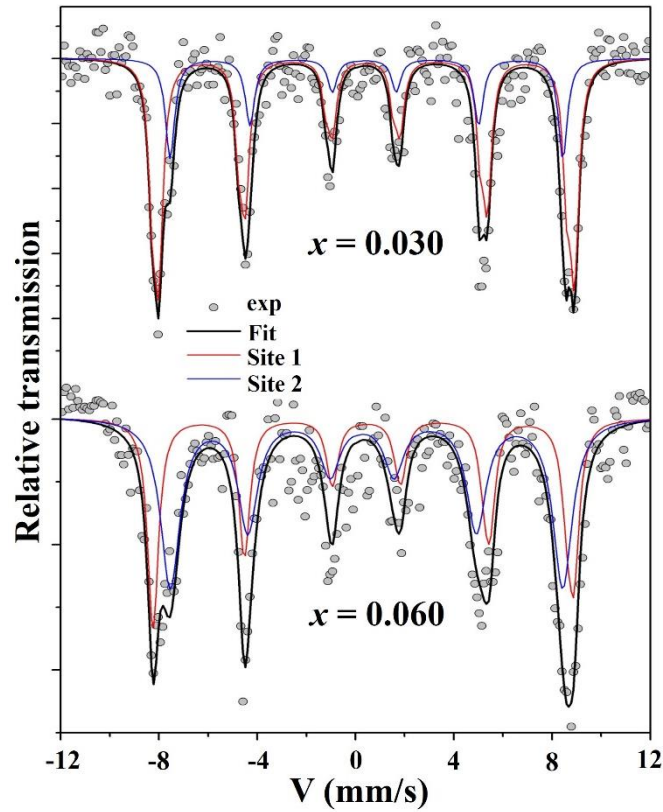 Relative transmission
x = 0.030
exp
Fit
Site 1
Site 2
x = 0.060
-12 -8 -4 0 4 8 12
V (mm/s)